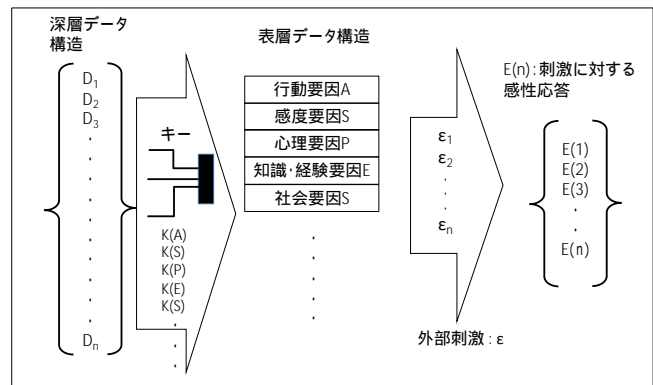 深層データ
構造
D1
D2
D3
.
.
.
.
.
.
.
.
.
.
Dn
キー
K(A)
K(S)
K(P)
K(E)
K(S)
.
.
.
表層データ構造
行動要因A
感度要因S
心理要因P
知識・経験要因E
社会要因S
.
.
.
.
.
ε1
ε2
.
.
.
εn
外部刺激:ε
E(n):刺激に対する
感性応答
E(1)
E(2)
E(3)
.
.
E(n)